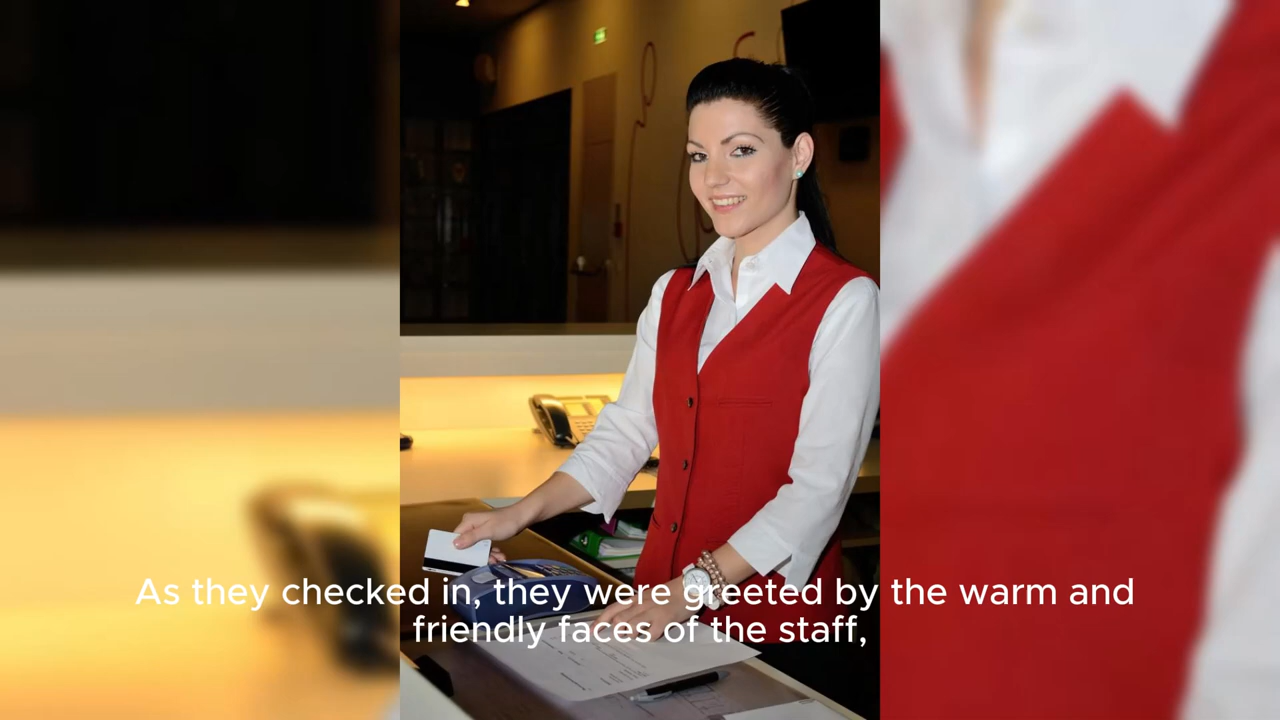 As they checked in, they were greeted by the warm and
friendly faces of the staff,